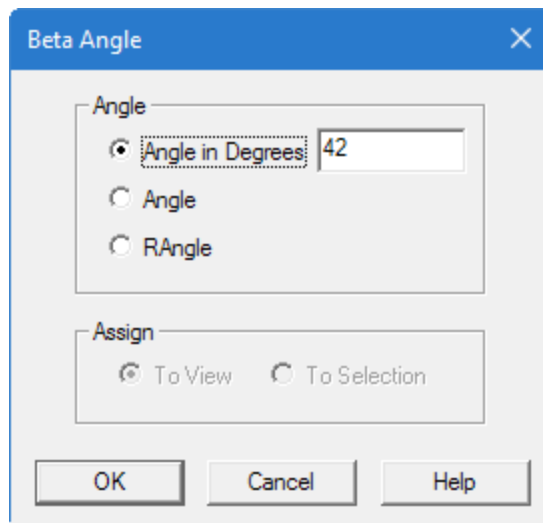 Beta Angle
Angle
Angle in Degrees 42
Angle
RAngle
Assign
To View To Selection
OK Cancel Help